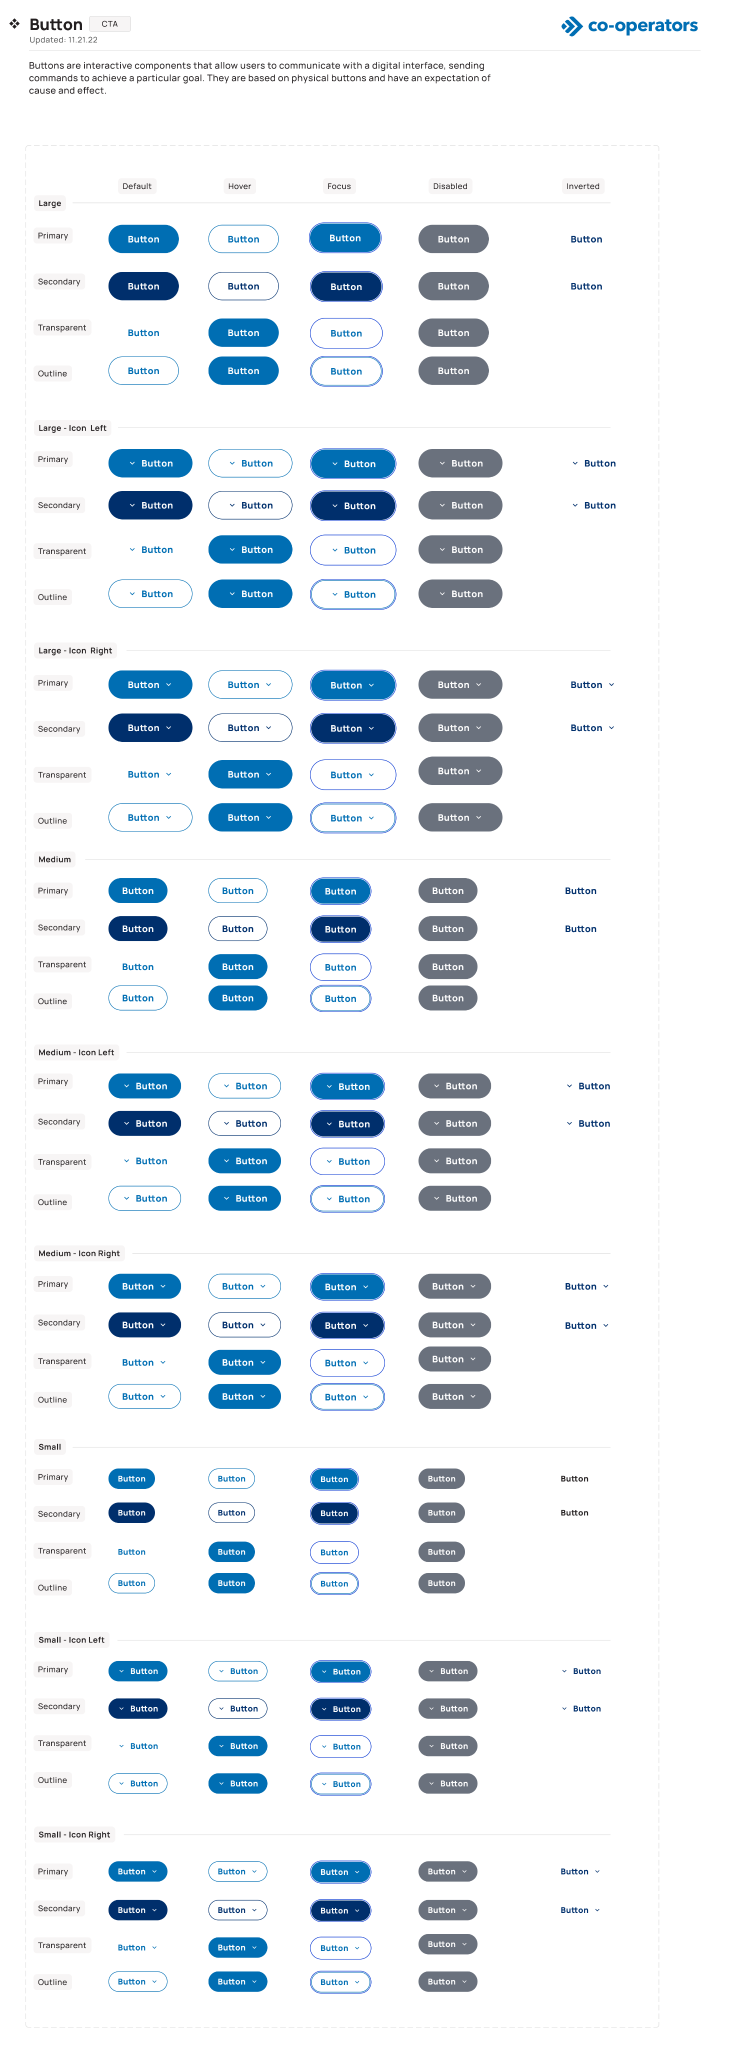 Button CTA
co-operators
Updated: 11.21.22
Buttons are interactive components that allow users to communicate with a digital interface, sending
commands to achieve a particular goal. They are based on physical buttons and have an expectation of
cause and effect.
Default Hover Focus Disabled Inverted
Large
Primary Button Button Button Button Button
Secondary Button Button Button Button Button
Transparent Button Button Button Button
Outline Button Button Button Button
Large - Icon Left
Primary Button Button Button Button Button
Secondary Button Button Button Button Button
Transparent Button Button Button Button
Outline Button Button Button Button
Large - Icon Right
Primary Button Button Button Button Button
Secondary Button Button Button Button Button
Transparent Button Button Button Button
Outline Button Button Button Button
Medium
Primary Button Button Button Button Button
Secondary Button Button Button Button Button
Transparent Button Button Button Button
Outline Button Button Button Button
Medium - Icon Left
Primary Button Button Button Button Button
Secondary Button Button Button Button Button
Transparent Button Button Button Button
Outline Button Button Button Button
Medium - Icon Right
Primary Button Button Button Button Button
Secondary Button Button Button Button Button
Transparent Button Button Button Button
Outline Button Button Button Button
Small
Primary Button Button Button Button Button
Secondary Button Button Button Button Button
Transparent Button Button Button Button
Outline Button Button Button Button
Small - Icon Left
Primary Button Button Button Button Button
Secondary Button Button Button Button Button
Transparent Button Button Button Button
Outline Button Button Button Button
Small - Icon Right
Primary Button Button Button Button Button
Secondary Button Button Button Button Button
Transparent Button Button Button Button
Outline Button Button Button Button